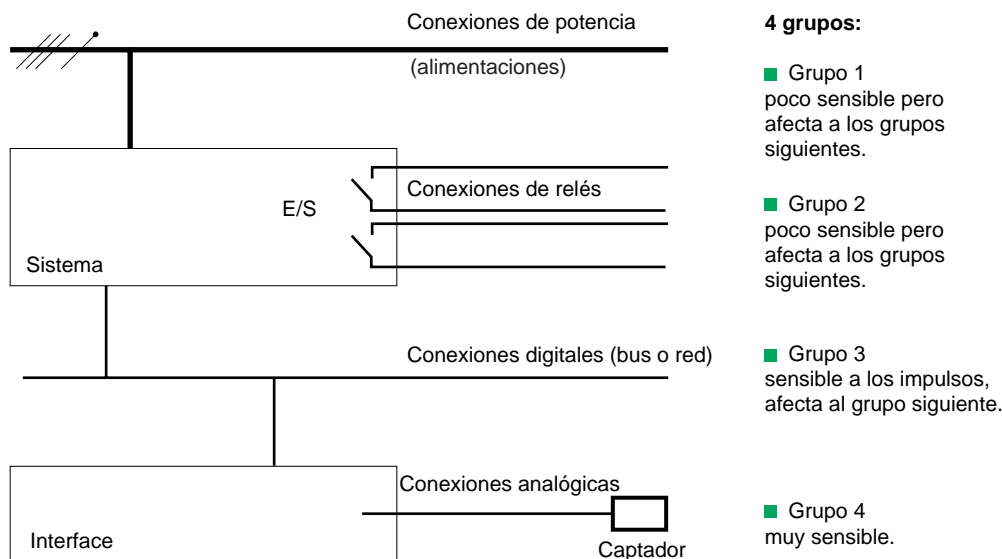 Conexiones de potencia
(alimentaciones)
4 grupos:
Grupo 1
poco sensible pero
afecta a los grupos
siguientes.
Conexiones de relés
E/S
Sistema
Grupo 2
poco sensible pero
afecta a los grupos
siguientes.
Conexiones digitales (bus o red)
Grupo 3
sensible a los impulsos,
afecta al grupo siguiente.
Conexiones analógicas
Interface
Captador
Grupo 4
muy sensible.